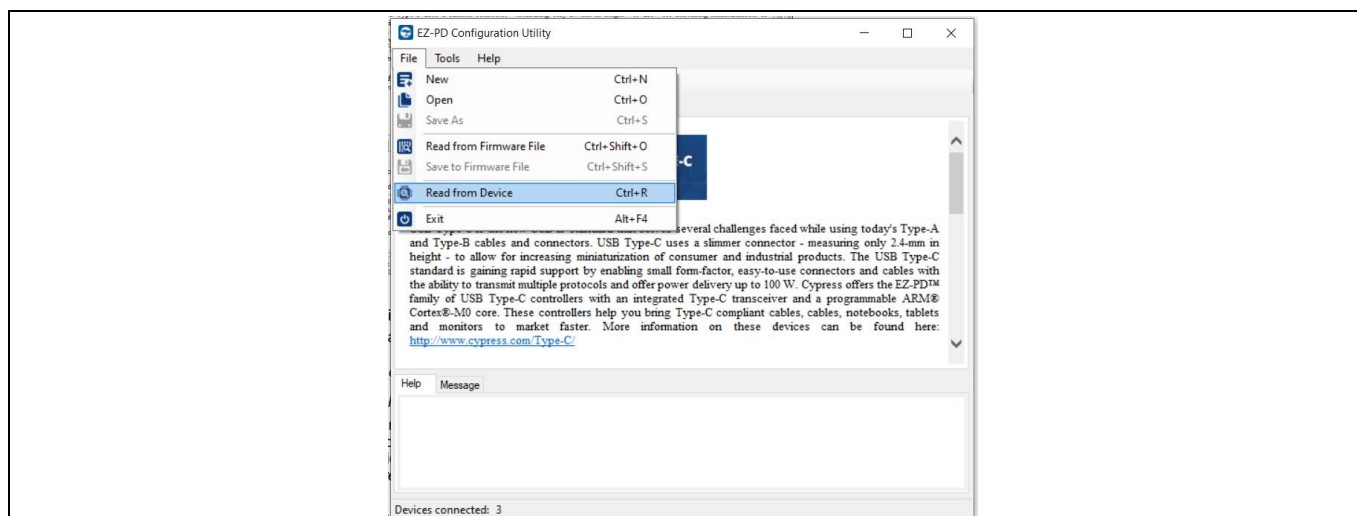 EZ-PD Configuration Utility
File Tools Help
New Ctrl+N
Open Ctrl+O
Save As Ctrl+S
Read from Firmware File Ctrl+Shift+O
Save to Firmware File Ctrl+Shift+S
Read from Device Ctrl+R
Exit Alt+F4
-C
several challenges faced while using today's Type-A
and Type-B cables and connectors. USB Type-C uses a slimmer connector - measuring only 2.4-mm in
height - to allow for increasing miniaturization of consumer and industrial products. The USB Type-C
standard is gaining rapid support by enabling small form-factor, easy-to-use connectors and cables with
the ability to transmit multiple protocols and offer power delivery up to 100 W. Cypress offers the EZ-PD™
family of USB Type-C controllers with an integrated Type-C transceiver and a programmable ARM®
Cortex®-M0 core. These controllers help you bring Type-C compliant cables, cables, notebooks, tablets
and monitors to market faster. More information on these devices can be found here:
http://www.cypress.com/Type-C/
Help Message
Devices connected: 3